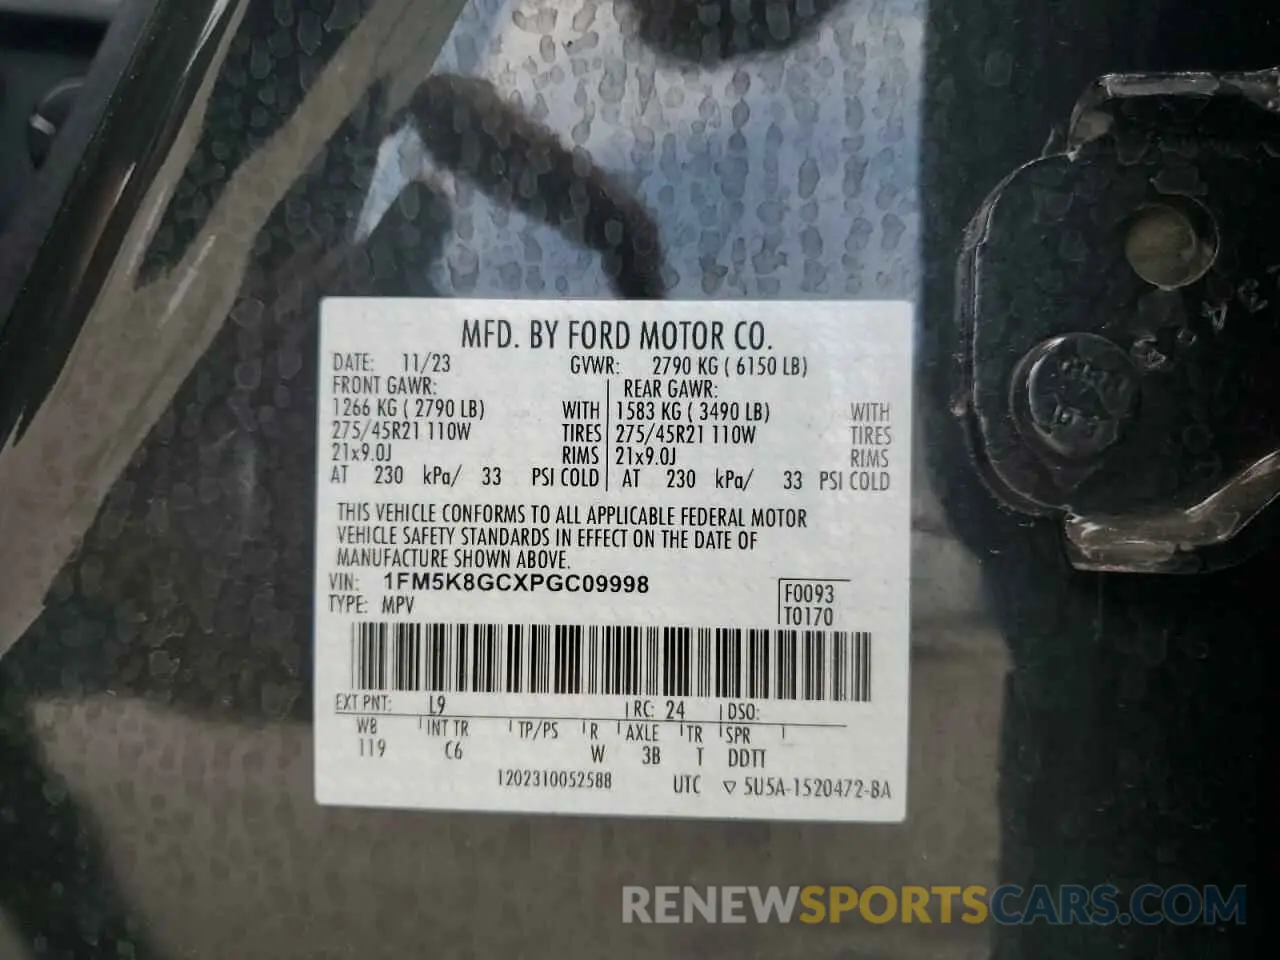 MFD. BY FORD MOTOR CO.
DATE: 11/23 GVWR: 2790 KG ( 6150 LB)
FRONT GAWR: REAR GAWR:
1266 KG ( 2790 LB) WITH 1583 KG ( 3490 LB) WITH
275/45R21 110W TIRES 275/45R21 110W TIRES
21x9.0J RIMS 21x9.0J RIMS
AT 230 kPa/ 33 PSI COLD AT 230 kPa/ 33 PSI COLD
THIS VEHICLE CONFORMS TO ALL APPLICABLE FEDERAL MOTOR
VEHICLE SAFETY STANDARDS IN EFFECT ON THE DATE OF
MANUFACTURE SHOWN ABOVE.
VIN: 1FM5K8GCXPGC09998 F0093
TYPE: MPV T0170
EXT PNT: L9 RC: 24 DSO:
WB INT TR TP/PS R AXLE TR SPR
119 C6 W 3B T DDTT
1202310052588 UTC ▽ 5U5A-1520472-BA
RENEWSPORTSCARS.COM